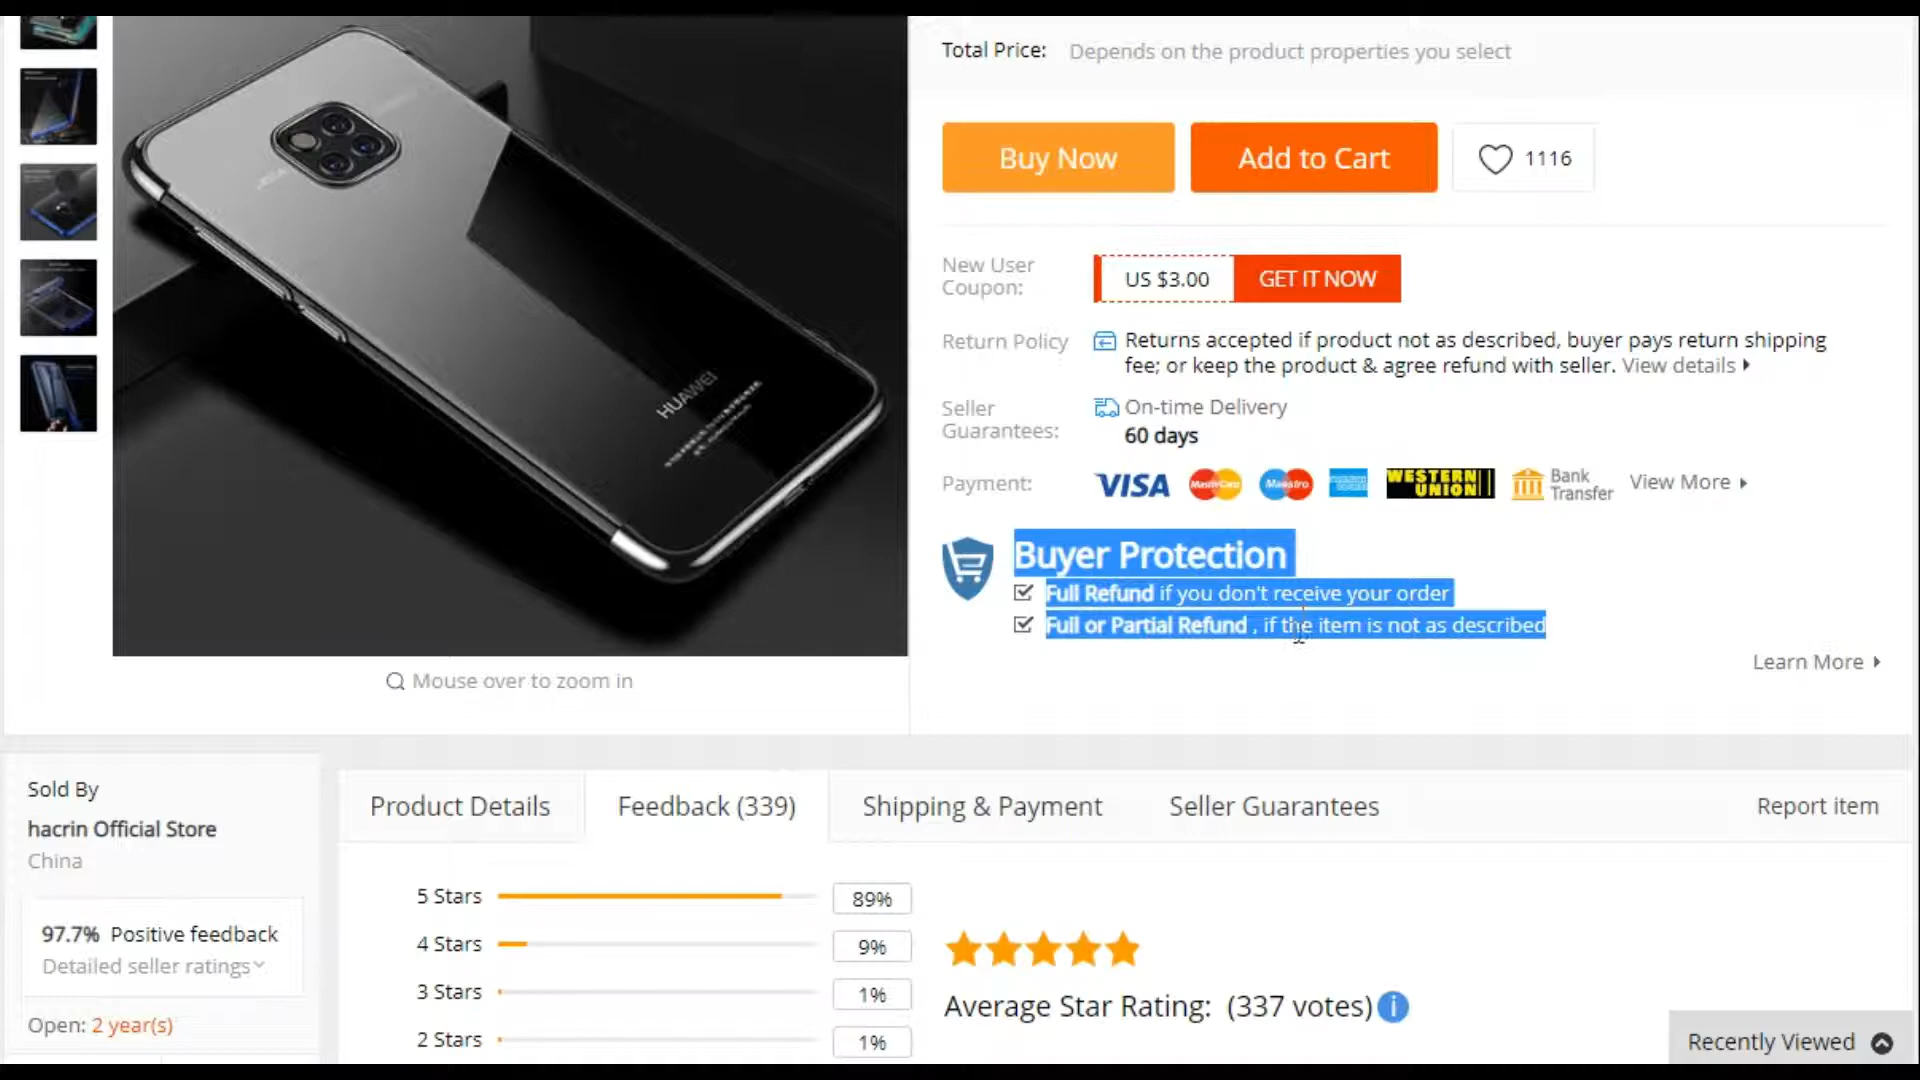 Total Price: Depends on the product properties you select
Buy Now
Add to Cart
1116
New User
Coupon:
US $3.00
GET IT NOW
Return Policy
Returns accepted if product not as described, buyer pays return shipping
fee; or keep the product & agree refund with seller. View details
Seller
Guarantees:
On-time Delivery
60 days
Payment:
VISA
MasterCard
Maestro
WESTERN
UNION
Bank
Transfer
View More
Buyer Protection
Full Refund if you don't receive your order
Full or Partial Refund , if the item is not as described
Learn More
HUAWEI
Mouse over to zoom in
Sold By
hacrin Official Store
China
97.7% Positive feedback
Detailed seller ratings
Open: 2 year(s)
Product Details
Feedback (339)
Shipping & Payment
Seller Guarantees
Report item
5 Stars 89%
4 Stars 9%
3 Stars 1%
2 Stars 1%
Average Star Rating: (337 votes)
Recently Viewed